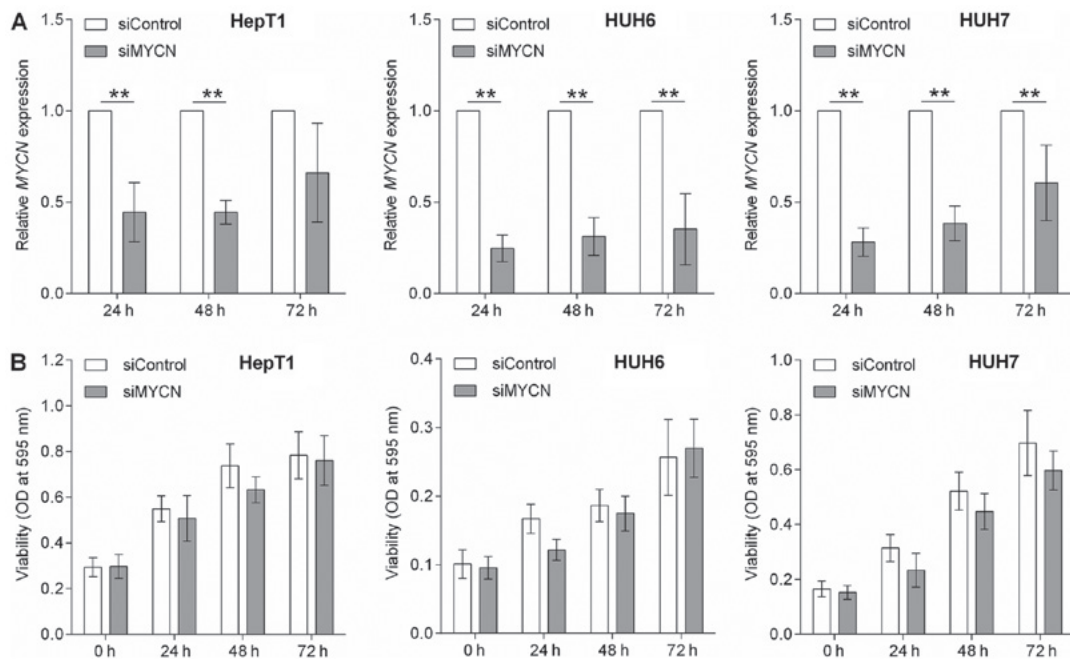 A
HepT1
siControl
siMYCN
Relative MYCN expression
1.5
1.0
0.5
0.0
** **
24 h 48 h 72 h
HUH6
siControl
siMYCN
Relative MYCN expression
1.5
1.0
0.5
0.0
** ** **
24 h 48 h 72 h
HUH7
siControl
siMYCN
Relative MYCN expression
1.5
1.0
0.5
0.0
** ** **
24 h 48 h 72 h
B
HepT1
siControl
siMYCN
Viability (OD at 595 nm)
1.2
1.0
0.8
0.6
0.4
0.2
0.0
0 h 24 h 48 h 72 h
HUH6
siControl
siMYCN
Viability (OD at 595 nm)
0.4
0.3
0.2
0.1
0.0
0 h 24 h 48 h 72 h
HUH7
siControl
siMYCN
Viability (OD at 595 nm)
1.0
0.8
0.6
0.4
0.2
0.0
0 h 24 h 48 h 72 h